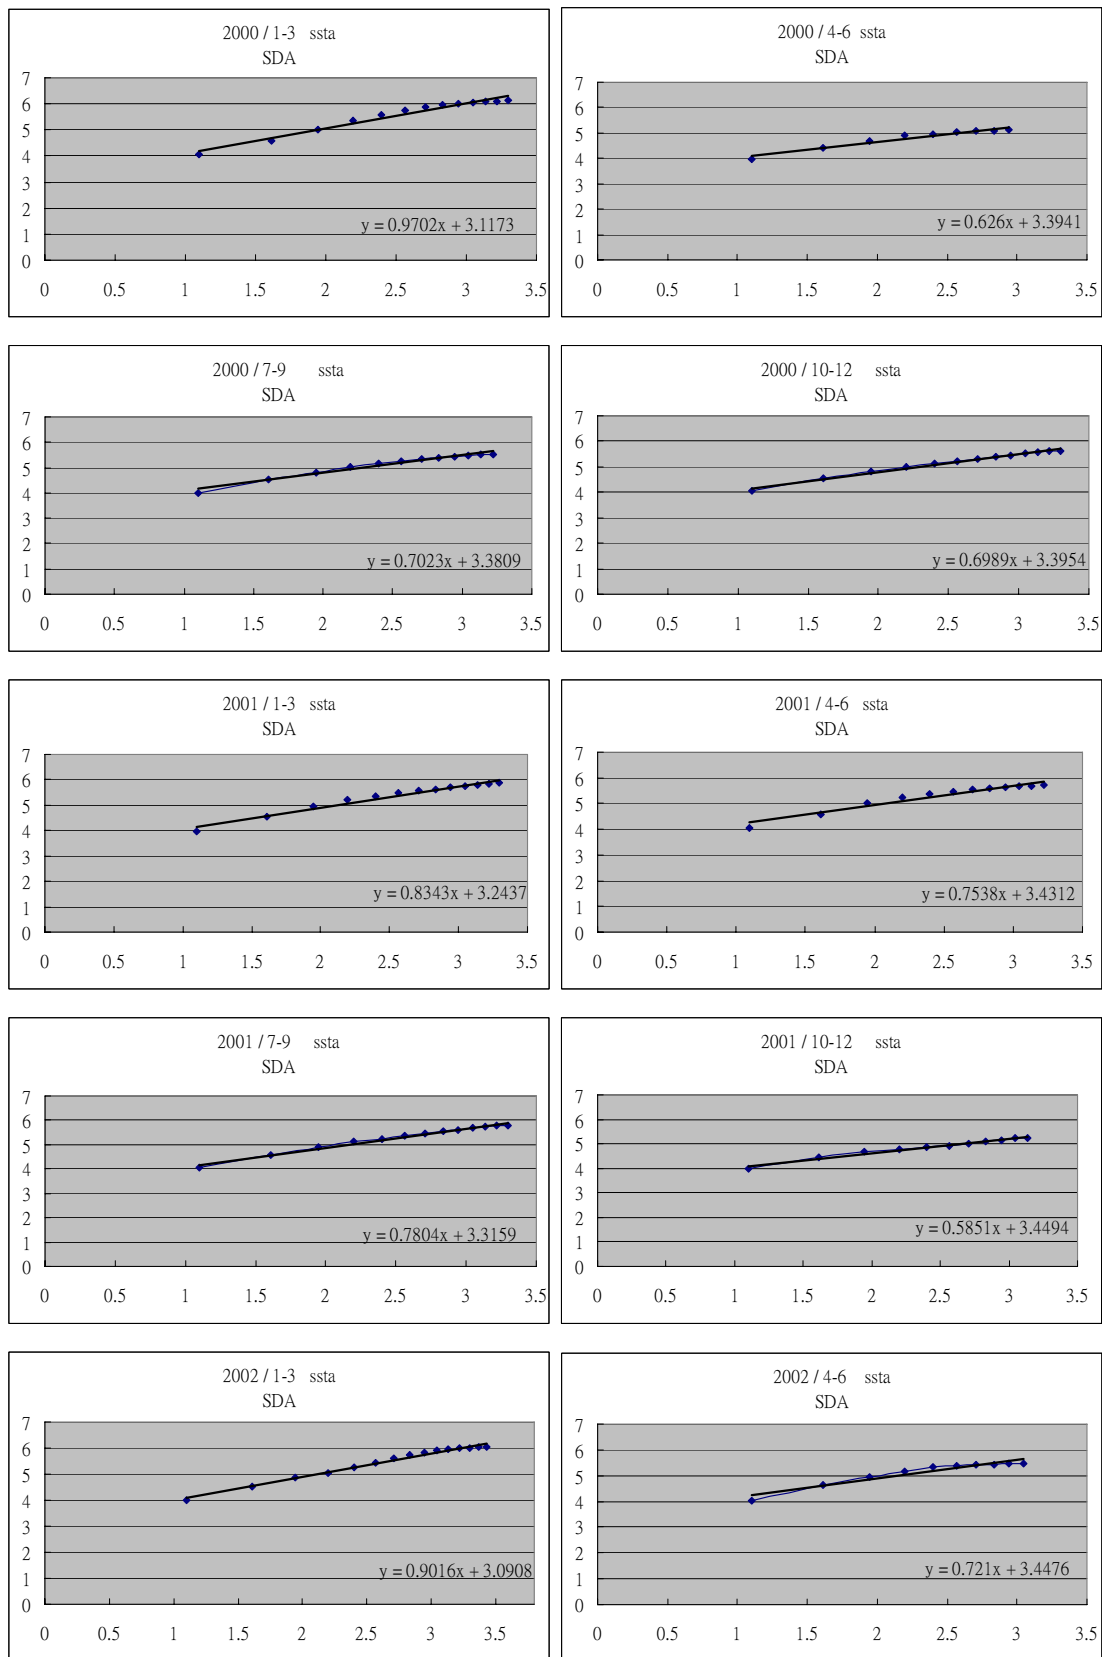 2000 / 1-3 ssta
SDA
7
6
5
4
3
2
1
0
y = 0.9702x + 3.1173
0 0.5 1 1.5 2 2.5 3 3.5
2000 / 4-6 ssta
SDA
7
6
5
4
3
2
1
0
y = 0.626x + 3.3941
0 0.5 1 1.5 2 2.5 3 3.5
2000 / 7-9 ssta
SDA
7
6
5
4
3
2
1
0
y = 0.7023x + 3.3809
0 0.5 1 1.5 2 2.5 3 3.5
2000 / 10-12 ssta
SDA
7
6
5
4
3
2
1
0
y = 0.6989x + 3.3954
0 0.5 1 1.5 2 2.5 3 3.5
2001 / 1-3 ssta
SDA
7
6
5
4
3
2
1
0
y = 0.8343x + 3.2437
0 0.5 1 1.5 2 2.5 3 3.5
2001 / 4-6 ssta
SDA
7
6
5
4
3
2
1
0
y = 0.7538x + 3.4312
0 0.5 1 1.5 2 2.5 3 3.5
2001 / 7-9 ssta
SDA
7
6
5
4
3
2
1
0
y = 0.7804x + 3.3159
0 0.5 1 1.5 2 2.5 3 3.5
2001 / 10-12 ssta
SDA
7
6
5
4
3
2
1
0
y = 0.5851x + 3.4494
0 0.5 1 1.5 2 2.5 3 3.5
2002 / 1-3 ssta
SDA
7
6
5
4
3
2
1
0
y = 0.9016x + 3.0908
0 0.5 1 1.5 2 2.5 3 3.5
2002 / 4-6 ssta
SDA
7
6
5
4
3
2
1
0
y = 0.721x + 3.4476
0 0.5 1 1.5 2 2.5 3 3.5